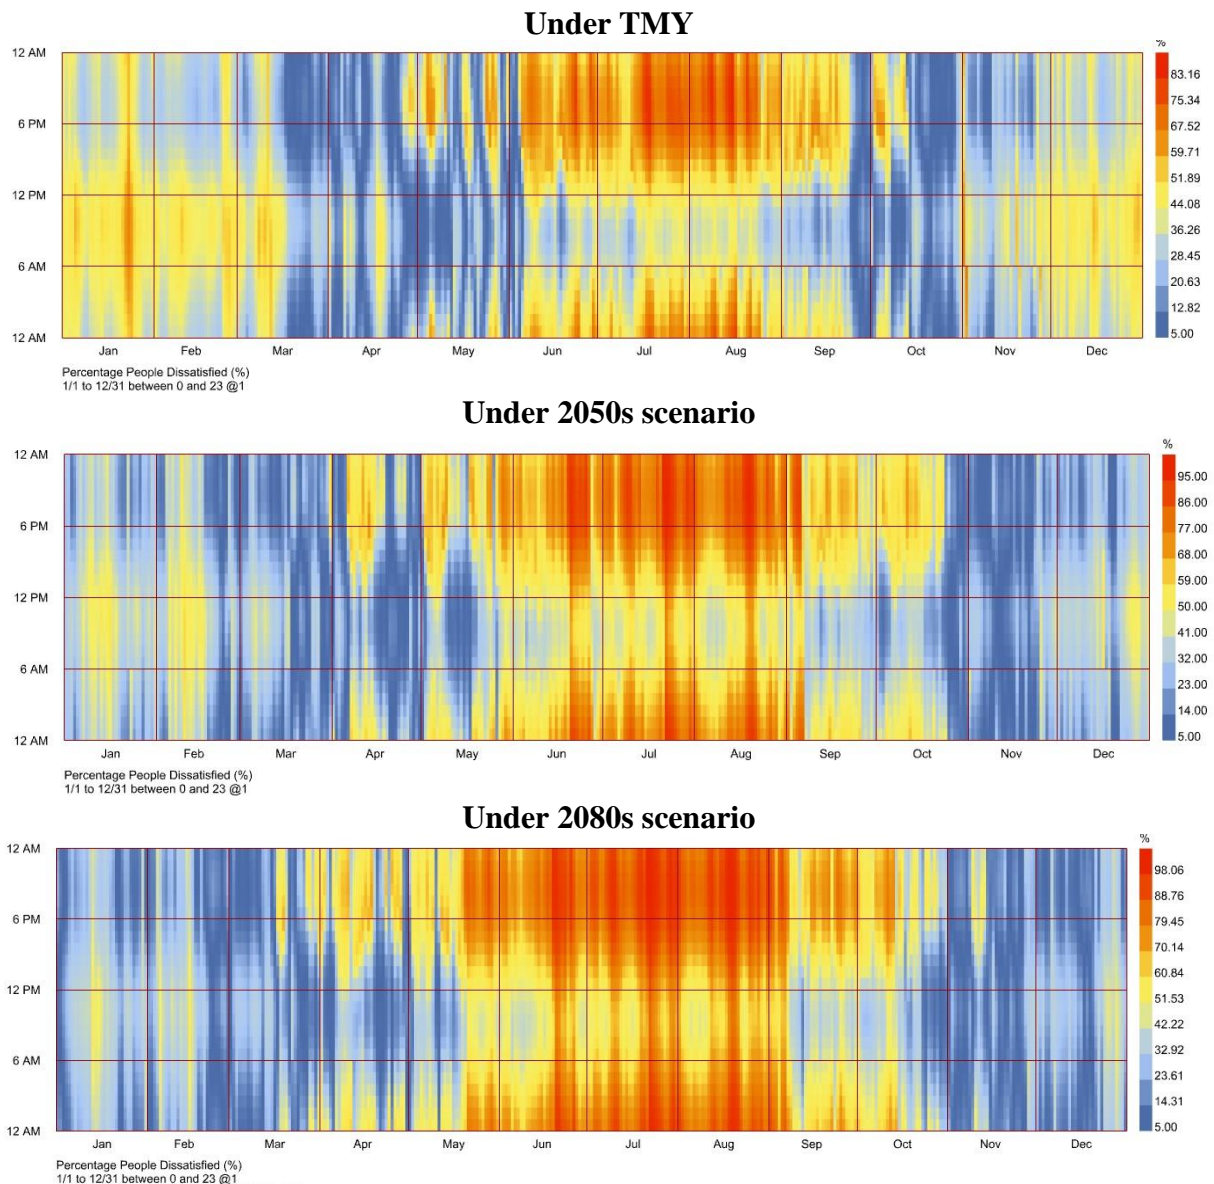 Under TMY
%
12 AM
6 PM
12 PM
6 AM
12 AM
83.16
75.34
67.52
59.71
51.89
44.08
36.26
28.45
20.63
12.82
5.00
Jan Feb Mar Apr May Jun Jul Aug Sep Oct Nov Dec
Percentage People Dissatisfied (%)
1/1 to 12/31 between 0 and 23 @1
Under 2050s scenario
%
12 AM
6 PM
12 PM
6 AM
12 AM
95.00
86.00
77.00
68.00
59.00
50.00
41.00
32.00
23.00
14.00
5.00
Jan Feb Mar Apr May Jun Jul Aug Sep Oct Nov Dec
Percentage People Dissatisfied (%)
1/1 to 12/31 between 0 and 23 @1
Under 2080s scenario
%
12 AM
6 PM
12 PM
6 AM
12 AM
98.06
88.76
79.45
70.14
60.84
51.53
42.22
32.92
23.61
14.31
5.00
Jan Feb Mar Apr May Jun Jul Aug Sep Oct Nov Dec
Percentage People Dissatisfied (%)
1/1 to 12/31 between 0 and 23 @1